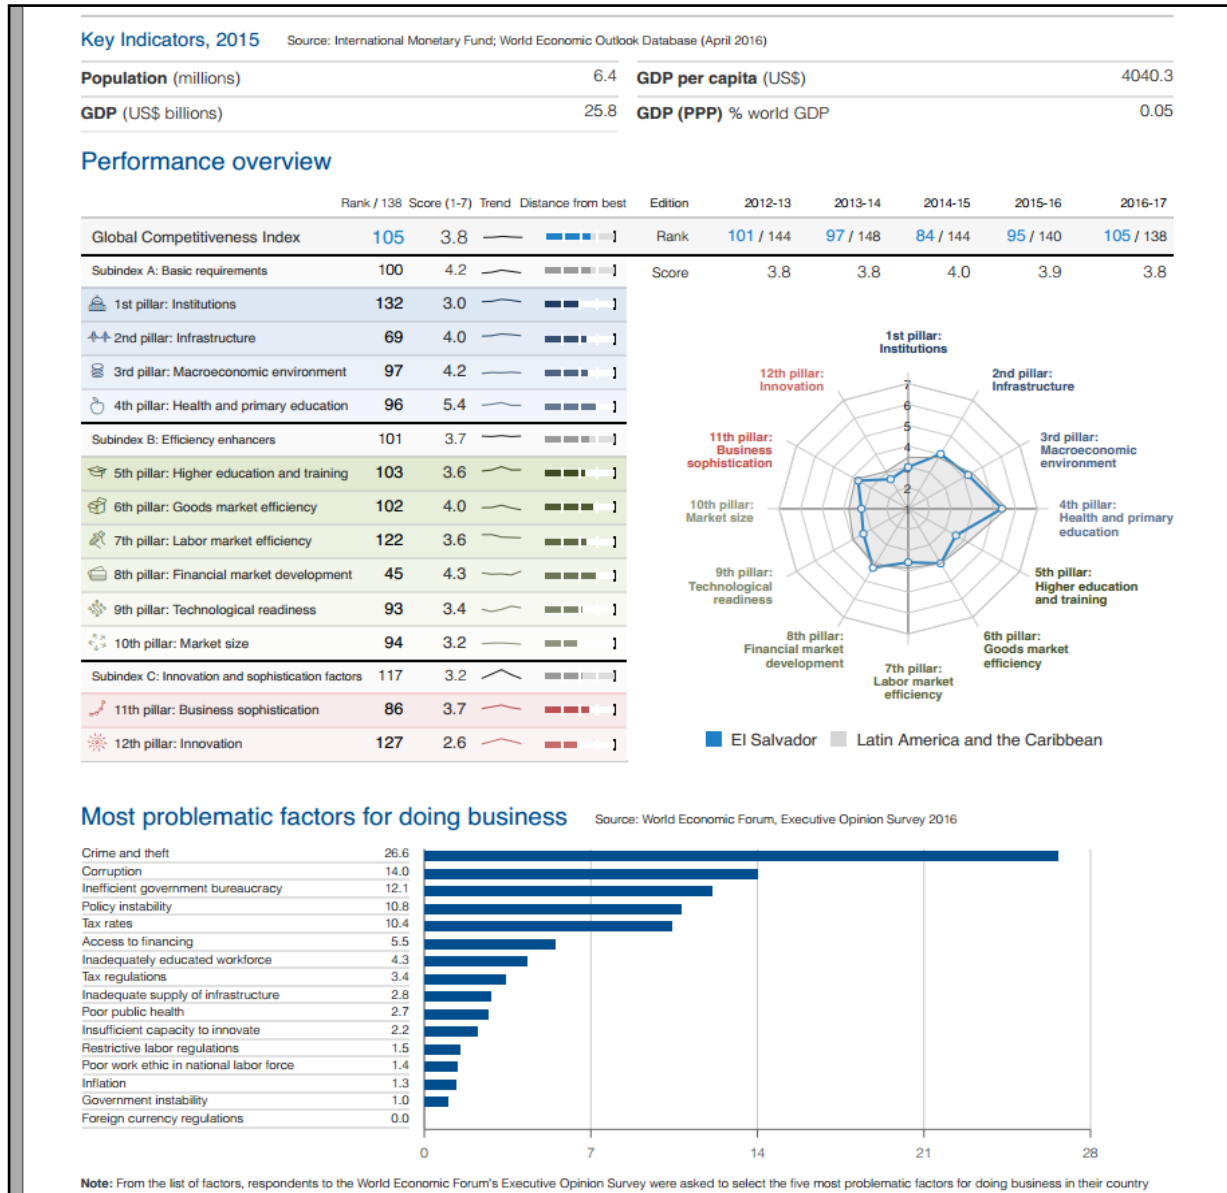 Key Indicators, 2015 Source: International Monetary Fund; World Economic Outlook Database (April 2016)
Population (millions) 6.4 GDP per capita (US$) 4040.3
GDP (US$ billions) 25.8 GDP (PPP) % world GDP 0.05
Performance overview
Rank / 138 Score (1-7) Trend Distance from best Edition 2012-13 2013-14 2014-15 2015-16 2016-17
Global Competitiveness Index 105 3.8 Rank 101 / 144 97 / 148 84 / 144 95 / 140 105 / 138
Subindex A: Basic requirements 100 4.2 Score 3.8 3.8 4.0 3.9 3.8
1st pillar: Institutions 132 3.0
2nd pillar: Infrastructure 69 4.0
3rd pillar: Macroeconomic environment 97 4.2
4th pillar: Health and primary education 96 5.4
Subindex B: Efficiency enhancers 101 3.7
5th pillar: Higher education and training 103 3.6
6th pillar: Goods market efficiency 102 4.0
7th pillar: Labor market efficiency 122 3.6
8th pillar: Financial market development 45 4.3
9th pillar: Technological readiness 93 3.4
10th pillar: Market size 94 3.2
Subindex C: Innovation and sophistication factors 117 3.2
11th pillar: Business sophistication 86 3.7
12th pillar: Innovation 127 2.6
1st pillar:
Institutions
2nd pillar:
Infrastructure
3rd pillar:
Macroeconomic
environment
4th pillar:
Health and primary
education
5th pillar:
Higher education
and training
6th pillar:
Goods market
efficiency
7th pillar:
Labor market
efficiency
8th pillar:
Financial market
development
9th pillar:
Technological
readiness
10th pillar:
Market size
11th pillar:
Business
sophistication
12th pillar:
Innovation
7
6
5
4
3
2
1
El Salvador Latin America and the Caribbean
Most problematic factors for doing business Source: World Economic Forum, Executive Opinion Survey 2016
Crime and theft 26.6
Corruption 14.0
Inefficient government bureaucracy 12.1
Policy instability 10.8
Tax rates 10.4
Access to financing 5.5
Inadequately educated workforce 4.3
Tax regulations 3.4
Inadequate supply of infrastructure 2.8
Poor public health 2.7
Insufficient capacity to innovate 2.2
Restrictive labor regulations 1.5
Poor work ethic in national labor force 1.4
Inflation 1.3
Government instability 1.0
Foreign currency regulations 0.0
0 7 14 21 28
Note: From the list of factors, respondents to the World Economic Forum's Executive Opinion Survey were asked to select the five most problematic factors for doing business in their country